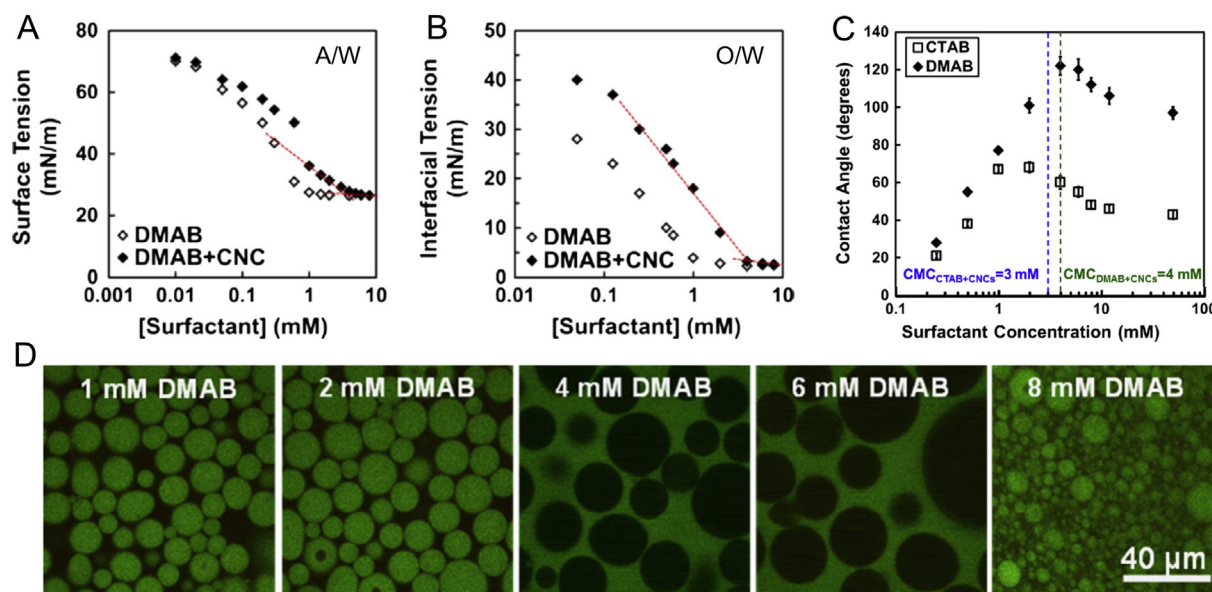 A
Surface Tension
(mN/m)
80
60
40
20
0
A/W
DMAB
DMAB+CNC
0.001 0.01 0.1 1 10
[Surfactant] (mM)
B
Interfacial Tension
(mN/m)
50
40
30
20
10
0
O/W
DMAB
DMAB+CNC
0.01 0.1 1 10
[Surfactant] (mM)
C
Contact Angle (degrees)
140
120
100
80
60
40
20
0
CTAB
DMAB
CMCCTAB+CNCs=3 mM
CMCDMAB+CNCs=4 mM
0.1 1 10 100
Surfactant Concentration (mM)
D
1 mM DMAB
2 mM DMAB
4 mM DMAB
6 mM DMAB
8 mM DMAB
40 µm